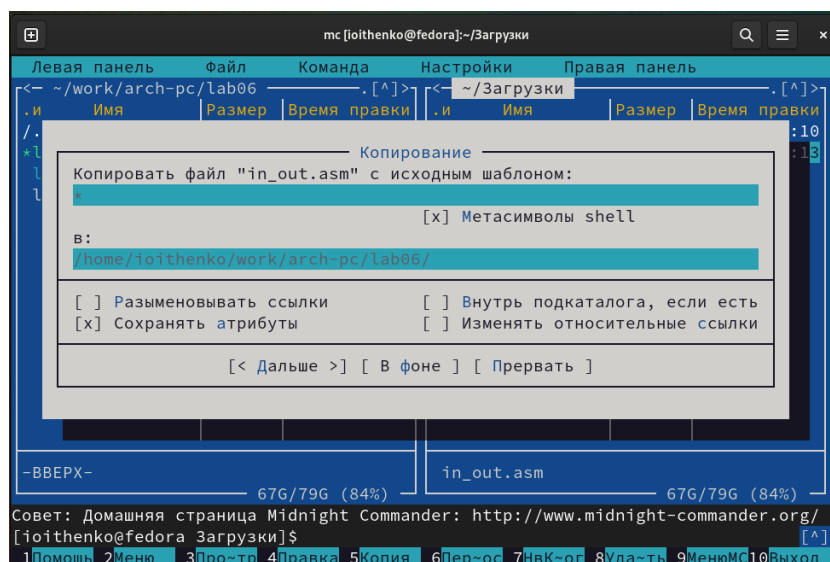 mc [ioithenko@fedora]:~/Загрузки
Левая панель Файл Команда Настройки Правая панель
<— ~/work/arch-pc/lab06 .[^]> <— ~/Загрузки .[^]>
.и Имя Размер Время правки .и Имя Размер Время правки
/. :10
*l :13
l
l
Копирование
Копировать файл "in_out.asm" с исходным шаблоном:
*
[x] Метасимволы shell
в:
/home/ioithenko/work/arch-pc/lab06/
[ ] Разыменовывать ссылки [ ] Внутрь подкаталога, если есть
[x] Сохранять атрибуты [ ] Изменять относительные ссылки
[< Дальше >] [ В фоне ] [ Прервать ]
-ВВЕРХ- in_out.asm
67G/79G (84%) 67G/79G (84%)
Совет: Домашняя страница Midnight Commander: http://www.midnight-commander.org/
[ioithenko@fedora Загрузки]$ [^]
1Помощь 2Меню 3Про~тр 4Правка 5Копия 6Пер~ос 7НвК~ог 8Уда~ть 9МенюMC 10Выход